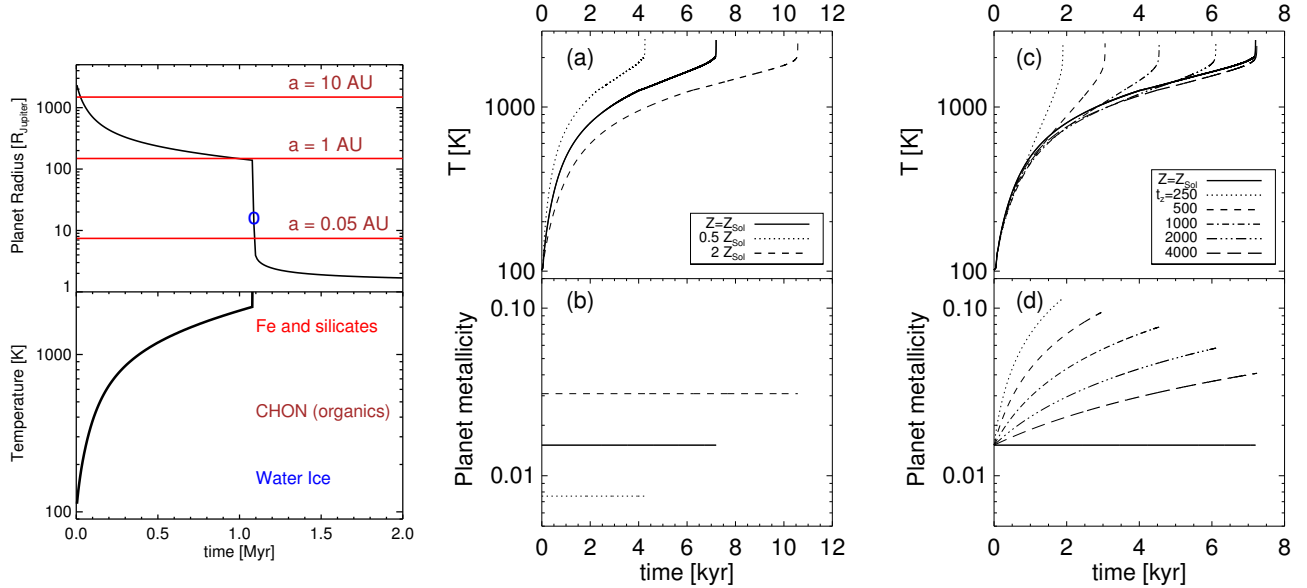 Planet Radius [R_Jupiter]
1000
100
10
1
a = 10 AU
a = 1 AU
a = 0.05 AU
Temperature [K]
1000
100
Fe and silicates
CHON (organics)
Water Ice
0.0 0.5 1.0 1.5 2.0
time [Myr]
0 2 4 6 8 10 12
(a)
T [K]
1000
100
Z=Z_Sol
0.5 Z_Sol
2 Z_Sol
(b)
Planet metallicity
0.10
0.01
0 2 4 6 8 10 12
time [kyr]
0 2 4 6 8
(c)
T [K]
1000
100
Z=Z_Sol
t_z=250
500
1000
2000
4000
(d)
Planet metallicity
0.10
0.01
0 2 4 6 8
time [kyr]